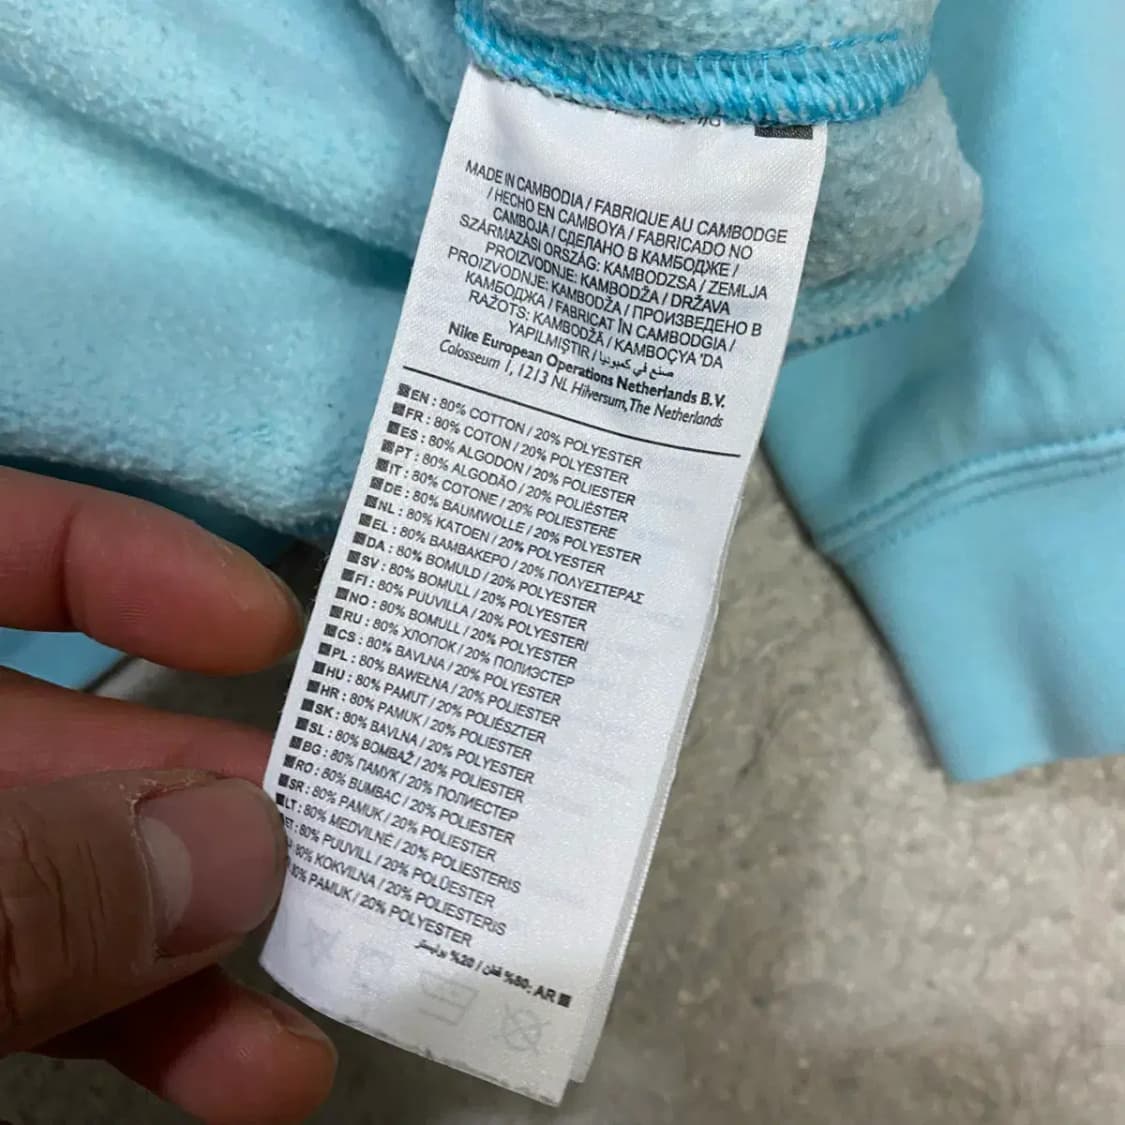 MADE IN CAMBODIA / FABRIQUE AU CAMBODGE
/ HECHO EN CAMBOYA / FABRICADO NO
CAMBOJA / СДЕЛАНО В КАМБОДЖЕ /
SZÁRMAZÁSI ORSZÁG: KAMBODZSA / ZEMLJA
PROIZVODNJE: KAMBODŽA / DRŽAVA
PROIZVODNJE: KAMBODŽA / ПРОИЗВЕДЕНО В
КАМБОДЖА / FABRICAT ÎN CAMBODGIA /
RAŽOTS: KAMBODŽĀ / KAMBOÇYA 'DA
YAPILMIŞTIR / صنع في كمبوديا
Nike European Operations Netherlands B.V.
Colosseum 1, 1213 NL Hilversum, The Netherlands
EN : 80% COTTON / 20% POLYESTER
FR : 80% COTON / 20% POLYESTER
ES : 80% ALGODON / 20% POLIESTER
PT : 80% ALGODÃO / 20% POLIÉSTER
IT : 80% COTONE / 20% POLIESTERE
DE : 80% BAUMWOLLE / 20% POLYESTER
NL : 80% KATOEN / 20% POLYESTER
EL : 80% ΒΑΜΒΑΚΕΡΟ / 20% ΠΟΛΥΕΣΤΕΡΑΣ
DA : 80% BOMULD / 20% POLYESTER
SV : 80% BOMULL / 20% POLYESTER
FI : 80% PUUVILLA / 20% POLYESTERI
NO : 80% BOMULL / 20% POLYESTER
RU : 80% ХЛОПОК / 20% ПОЛИЭСТЕР
CS : 80% BAVLNA / 20% POLYESTER
PL : 80% BAWEŁNA / 20% POLYESTER
HU : 80% PAMUT / 20% POLIÉSZTER
HR : 80% PAMUK / 20% POLIESTER
SK : 80% BAVLNA / 20% POLYESTER
SL : 80% BOMBAŽ / 20% POLIESTER
BG : 80% ПАМУК / 20% ПОЛИЕСТЕР
RO : 80% BUMBAC / 20% POLIESTER
SR : 80% PAMUK / 20% POLIESTER
LT : 80% MEDVILNĖ / 20% POLIESTERIS
ET : 80% PUUVILL / 20% POLÜESTER
80% KOKVILNA / 20% POLIESTERIS
80% PAMUK / 20% POLYESTER
AR :80% قطن / 20% بوليستر